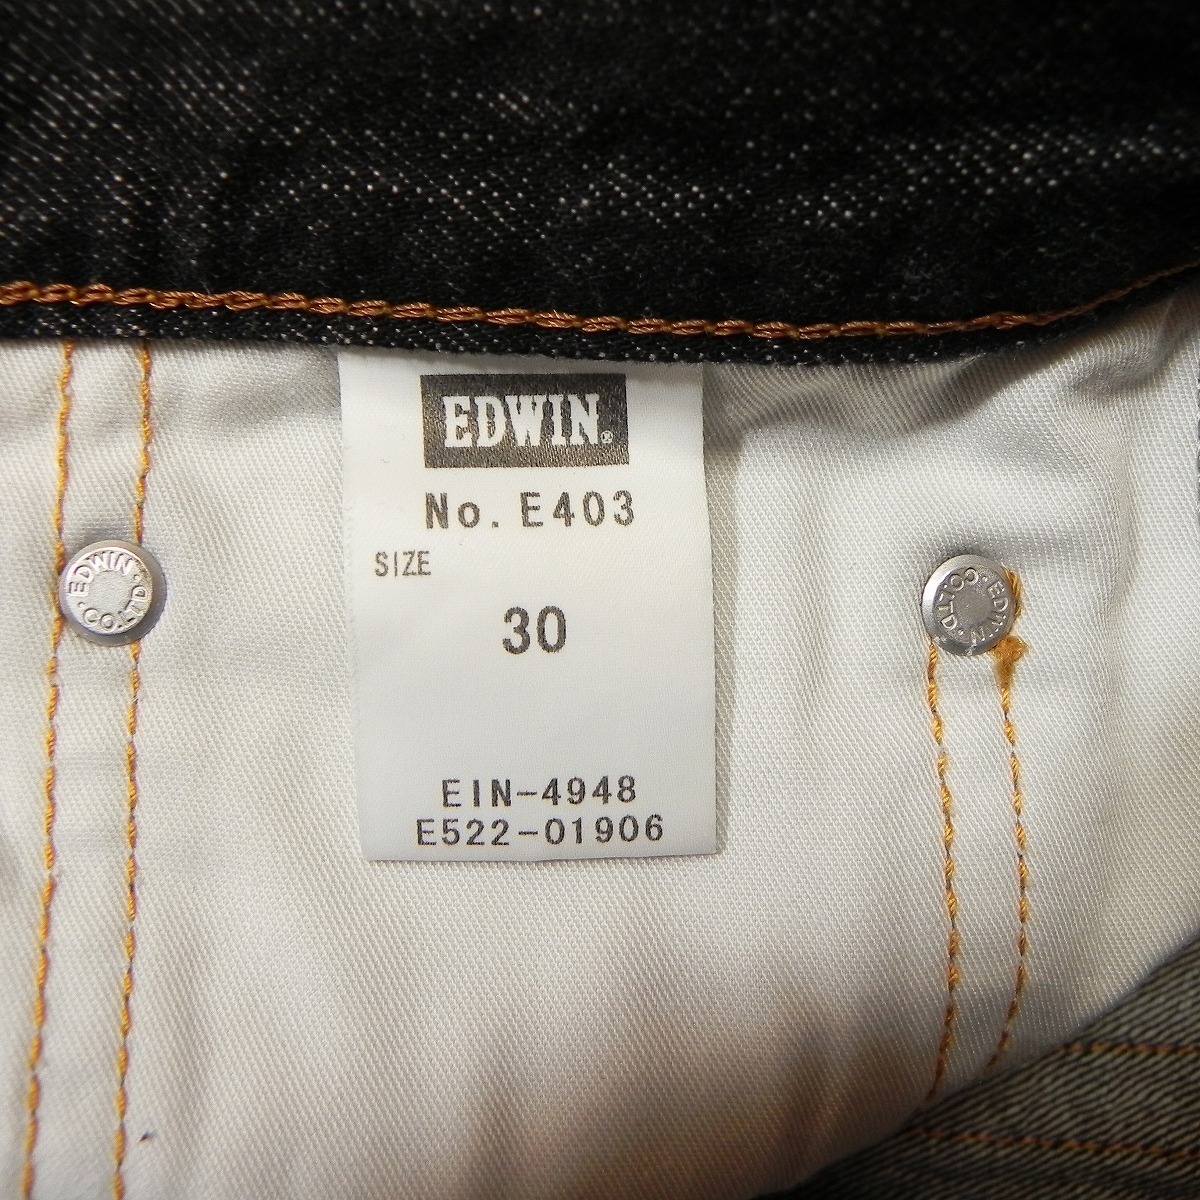 EDWIN®
No. E403
SIZE
30
EIN-4948
E522-01906
EDWIN
·CO.LTD.
EDWIN
·CO.LTD.